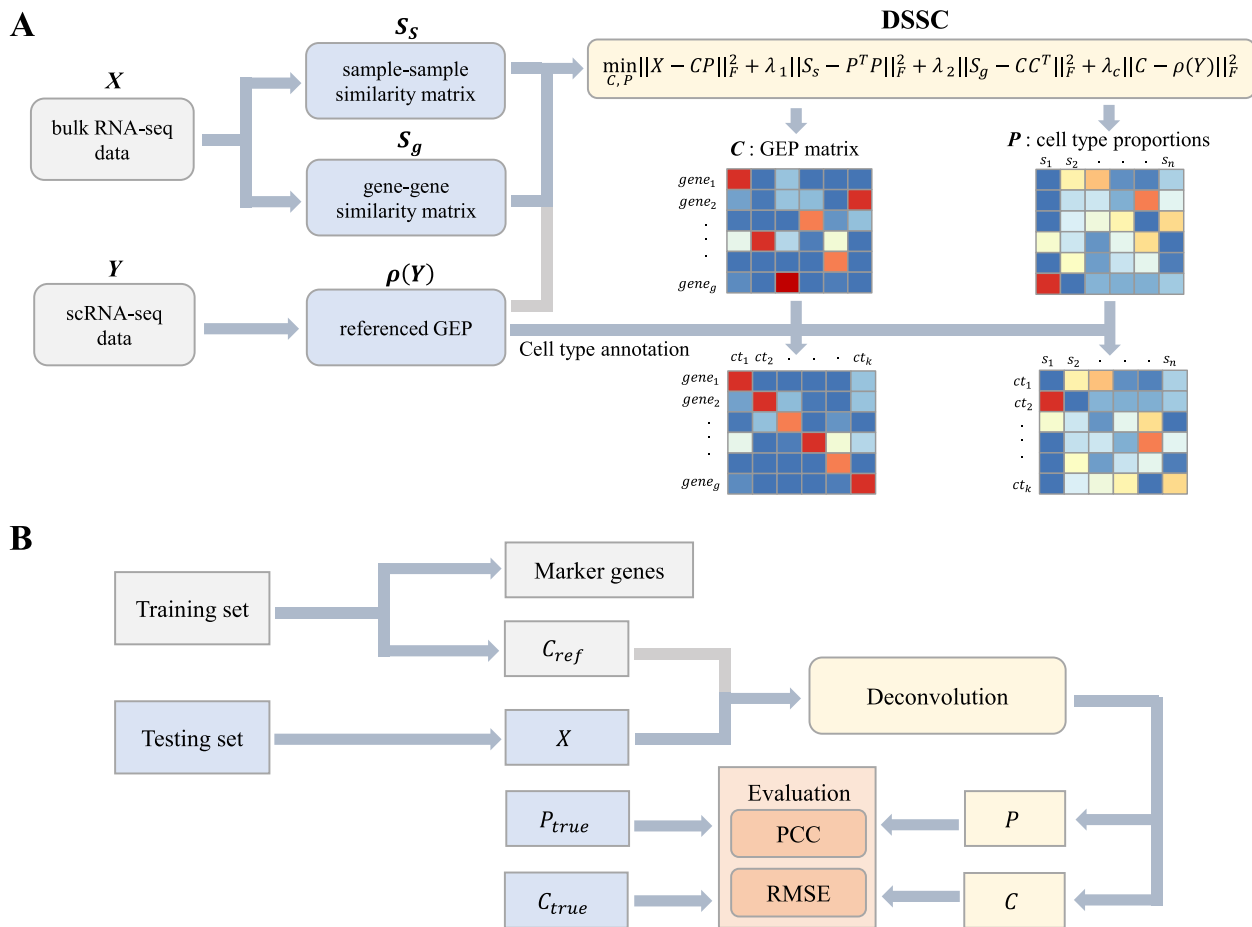 A
X
bulk RNA-seq
data
S_S
sample-sample
similarity matrix
S_g
gene-gene
similarity matrix
Y
scRNA-seq
data
ρ(Y)
referenced GEP
DSSC
min_{C,P} ||X − CP||_F^2 + λ_1||S_s − P^T P||_F^2 + λ_2||S_g − CC^T||_F^2 + λ_c||C − ρ(Y)||_F^2
C : GEP matrix
gene_1
gene_2
.
.
.
gene_g
P : cell type proportions
s_1 s_2 . . . s_n
Cell type annotation
ct_1 ct_2 . . . ct_k
gene_1
gene_2
.
.
.
gene_g
s_1 s_2 . . . s_n
ct_1
ct_2
.
.
.
ct_k
B
Training set
Marker genes
C_ref
Testing set
X
Deconvolution
P_true
C_true
Evaluation
PCC
RMSE
P
C